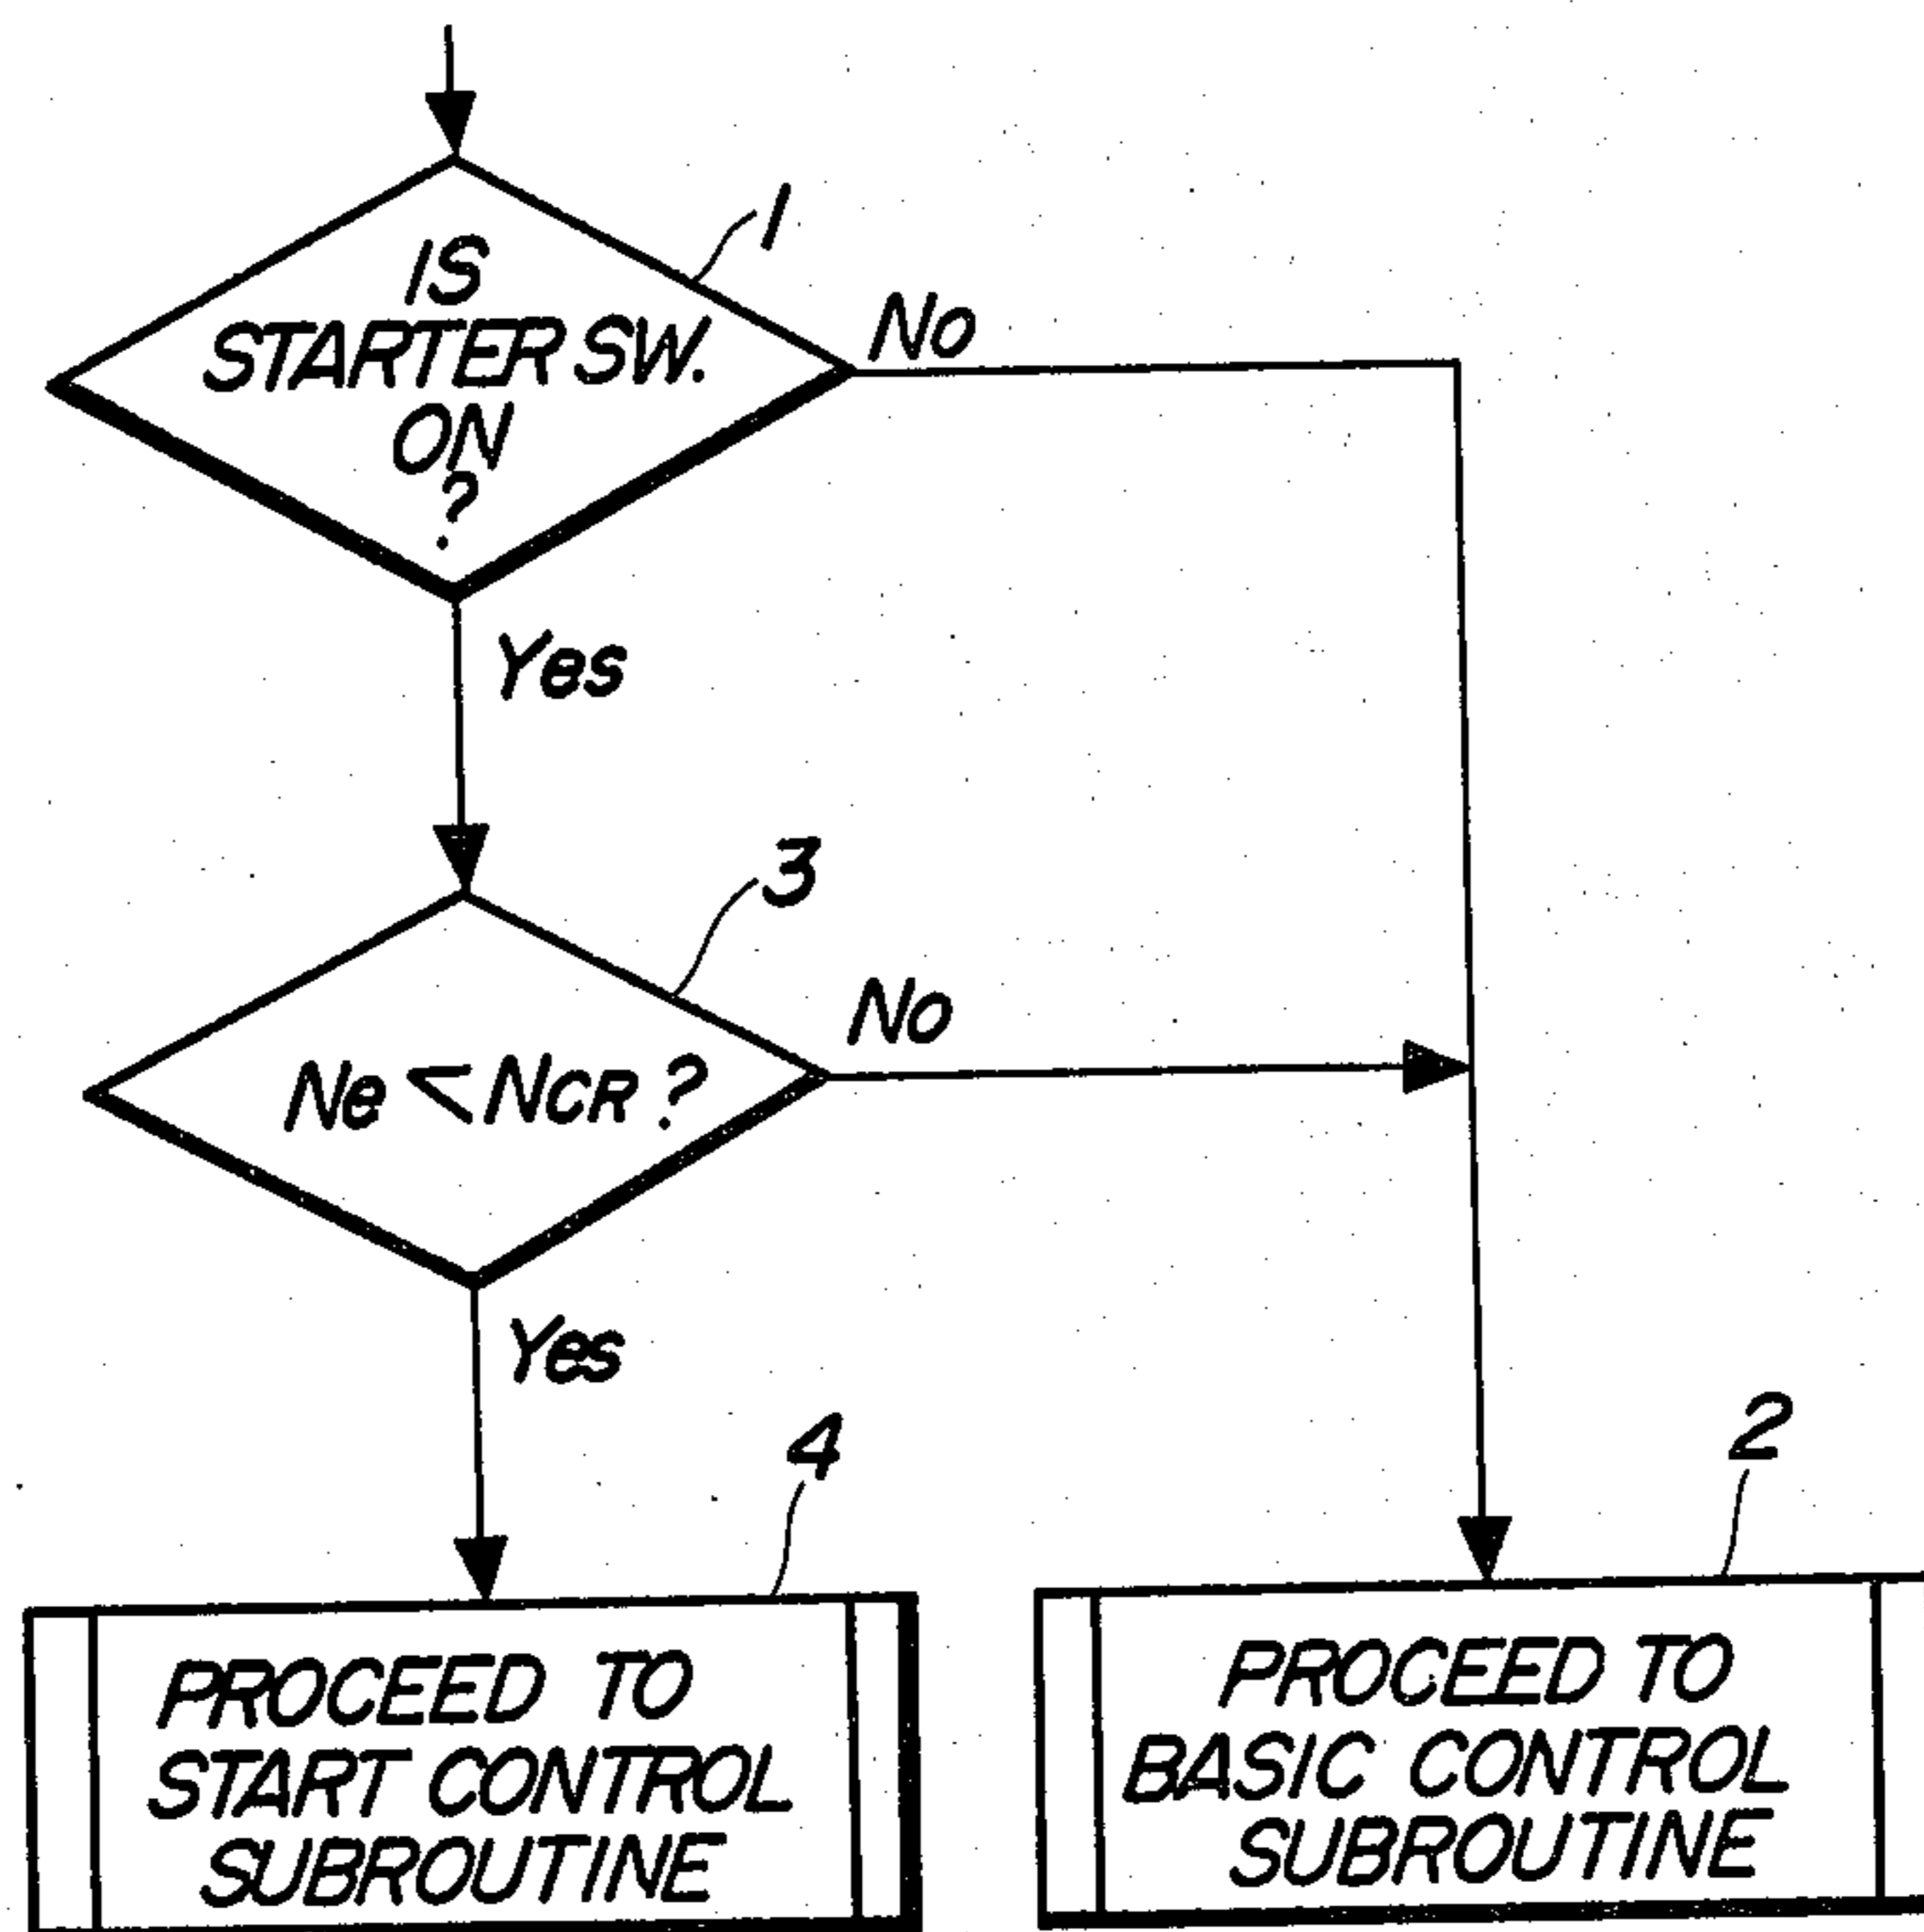 1
IS
STARTER SW.
ON
?
No
Yes
3
Ne < NCR ?
No
Yes
4
PROCEED TO
START CONTROL
SUBROUTINE
2
PROCEED TO
BASIC CONTROL
SUBROUTINE